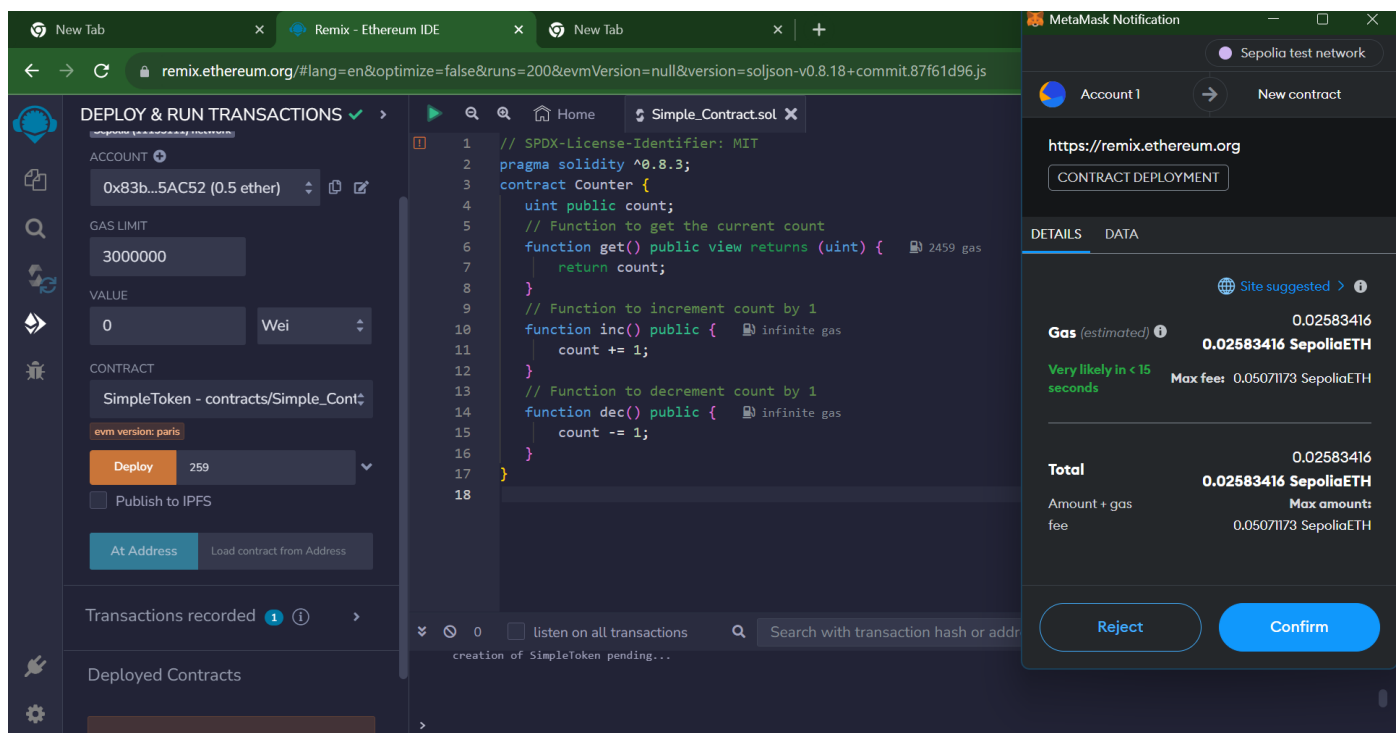 New Tab
Remix - Ethereum IDE
New Tab
remix.ethereum.org/#lang=en&optimize=false&runs=200&evmVersion=null&version=soljson-v0.8.18+commit.87f61d96.js
DEPLOY & RUN TRANSACTIONS
Sepolia (11155111) network
ACCOUNT
0x83b...5AC52 (0.5 ether)
GAS LIMIT
3000000
VALUE
0
Wei
CONTRACT
SimpleToken - contracts/Simple_Cont
evm version: paris
Deploy
259
Publish to IPFS
At Address
Load contract from Address
Transactions recorded 1 i
Deployed Contracts
Home
Simple_Contract.sol
1 // SPDX-License-Identifier: MIT
2 pragma solidity ^0.8.3;
3 contract Counter {
4 uint public count;
5 // Function to get the current count
6 function get() public view returns (uint) { 2459 gas
7 return count;
8 }
9 // Function to increment count by 1
10 function inc() public { infinite gas
11 count += 1;
12 }
13 // Function to decrement count by 1
14 function dec() public { infinite gas
15 count -= 1;
16 }
17 }
18
0
listen on all transactions
Search with transaction hash or addr
creation of SimpleToken pending...
>
MetaMask Notification
Sepolia test network
Account 1
New contract
https://remix.ethereum.org
CONTRACT DEPLOYMENT
DETAILS
DATA
Site suggested >
Gas (estimated)
0.02583416
0.02583416 SepoliaETH
Very likely in < 15
seconds
Max fee: 0.05071173 SepoliaETH
Total
0.02583416
0.02583416 SepoliaETH
Amount + gas
fee
Max amount:
0.05071173 SepoliaETH
Reject
Confirm